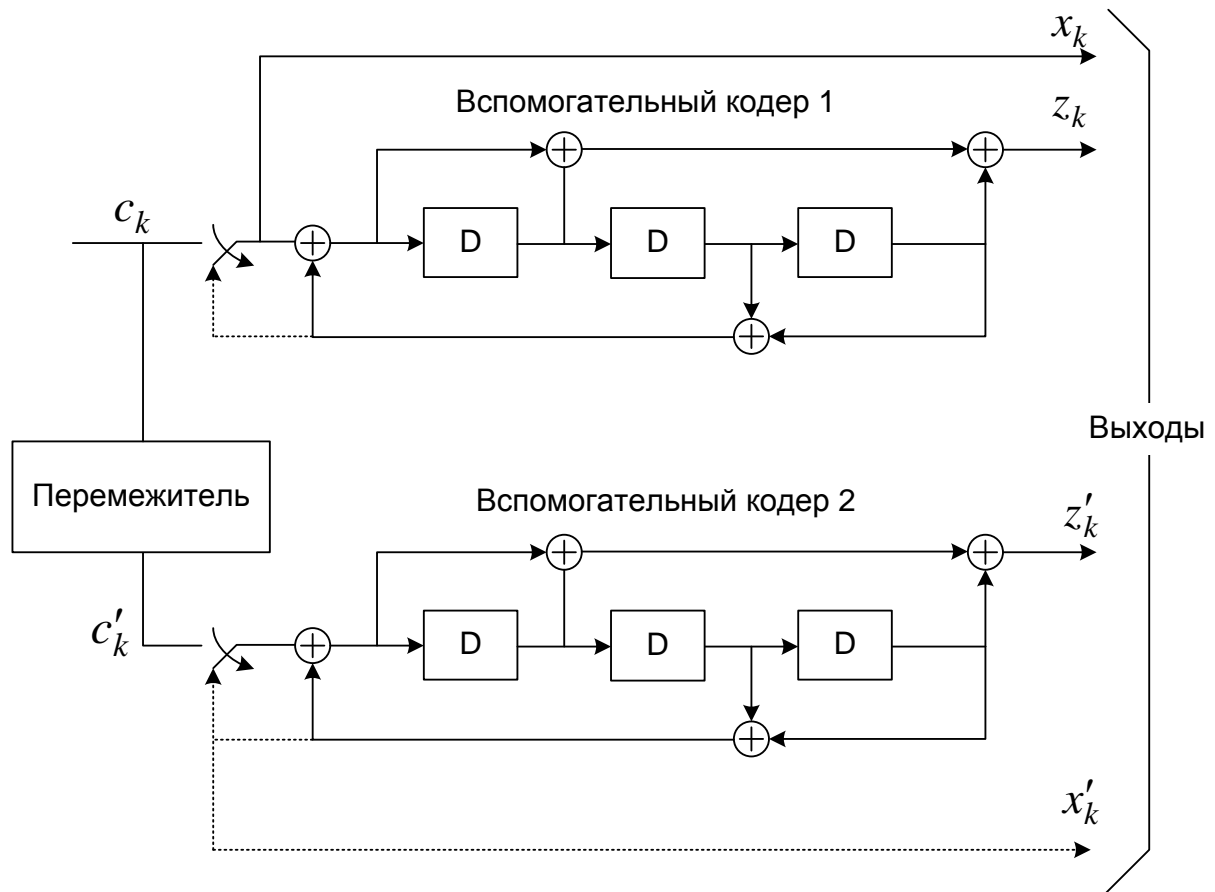 x_k
Вспомогательный кодер 1
z_k
c_k
D D D
Выходы
Перемежитель
Вспомогательный кодер 2
z′_k
c′_k
D D D
x′_k